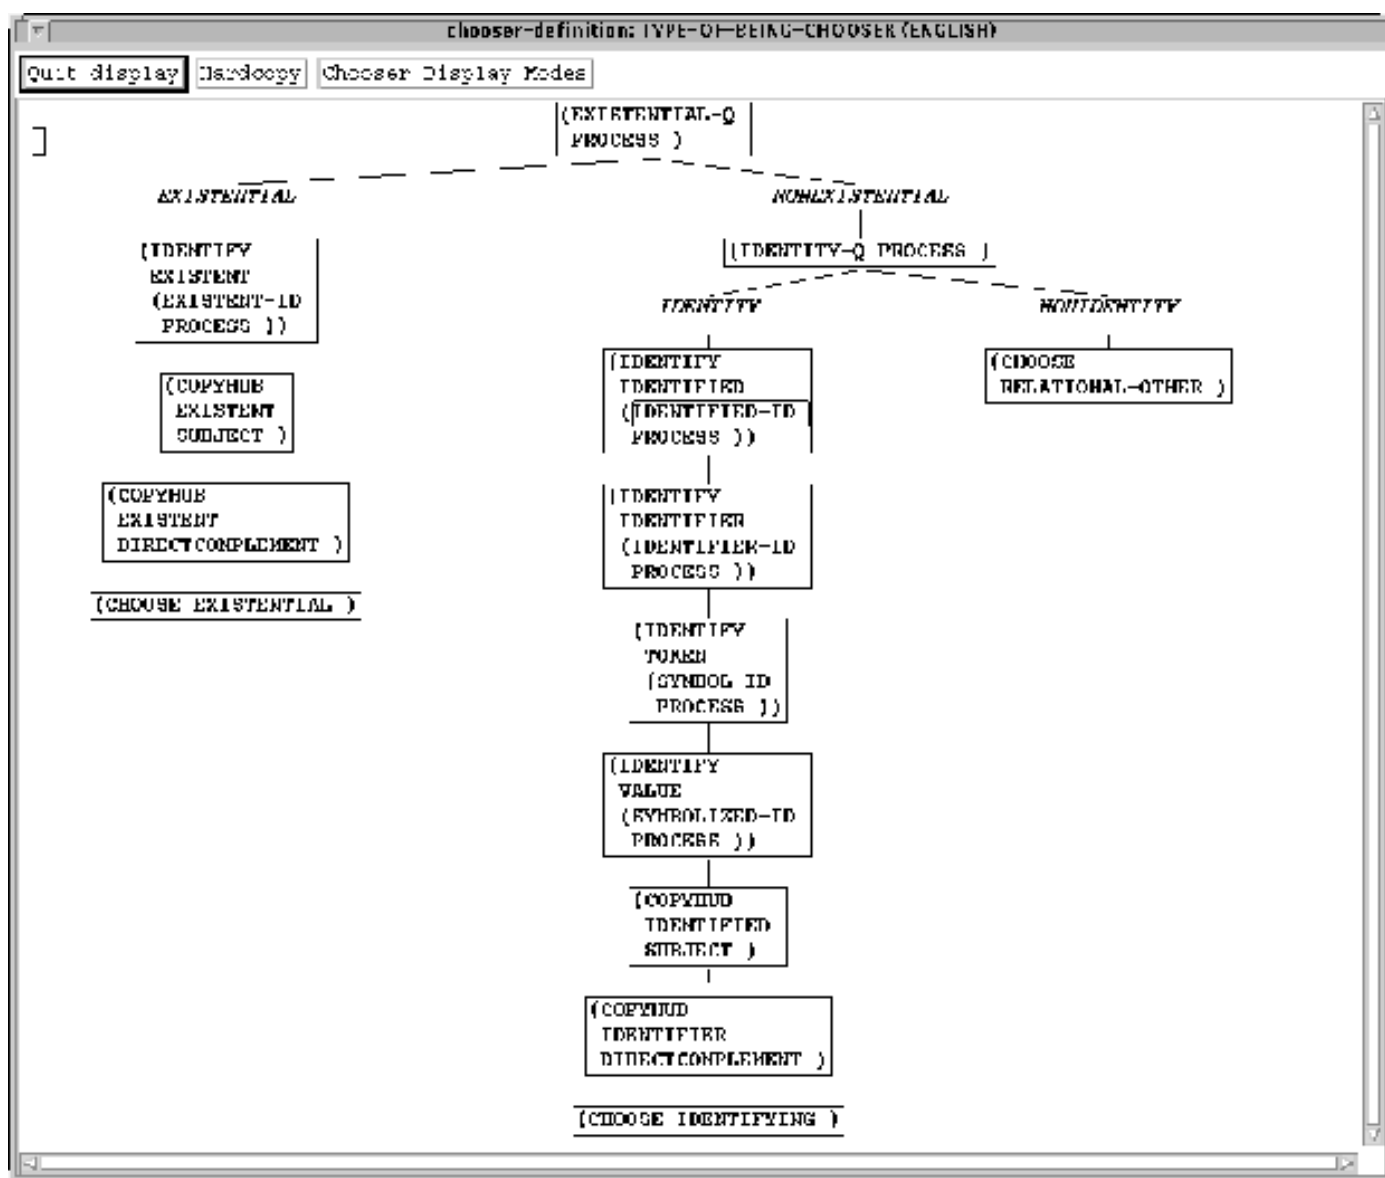 chooser-definition: TYPE-OF-BEING-CHOOSER (ENGLISH)
Quit display Hardcopy Chooser Display Modes
(EXISTENTIAL-Q
PROCESS )
EXISTENTIAL
NONEXISTENTIAL
(IDENTIFY
EXISTENT
(EXISTENT-ID
PROCESS ))
(COPYHUB
EXISTENT
SUBJECT )
(COPYHUB
EXISTENT
DIRECTCOMPLEMENT )
(CHOOSE EXISTENTIAL )
(IDENTITY-Q PROCESS )
IDENTITY
NONIDENTITY
(IDENTIFY
IDENTIFIED
(IDENTIFIED-ID
PROCESS ))
(IDENTIFY
IDENTIFIER
(IDENTIFIER-ID
PROCESS ))
(IDENTIFY
TOKEN
(SYMBOL-ID
PROCESS ))
(IDENTIFY
VALUE
(SYMBOLIZED-ID
PROCESS ))
(COPYHUB
IDENTIFIED
SUBJECT )
(COPYHUB
IDENTIFIER
DIRECTCOMPLEMENT )
(CHOOSE IDENTIFYING )
(CHOOSE
RELATIONAL-OTHER )